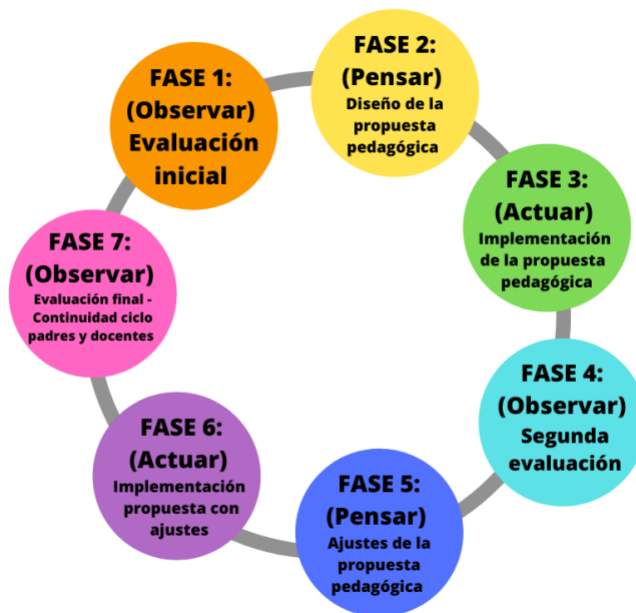 FASE 1:
(Observar)
Evaluación
inicial
FASE 2:
(Pensar)
Diseño de la
propuesta
pedagógica
FASE 3:
(Actuar)
Implementación
de la propuesta
pedagógica
FASE 4:
(Observar)
Segunda
evaluación
FASE 5:
(Pensar)
Ajustes de la
propuesta
pedagógica
FASE 6:
(Actuar)
Implementación
propuesta con
ajustes
FASE 7:
(Observar)
Evaluación final -
Continuidad ciclo
padres y docentes